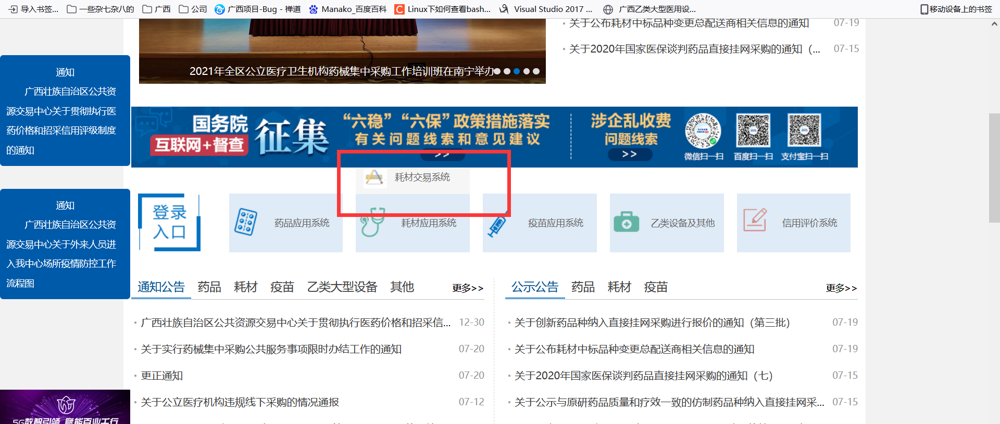 导入书签...
一些杂七杂八的
广西
公司
广西项目-Bug - 禅道
Manako_百度百科
Linux下如何查看bash...
Visual Studio 2017 ...
广西乙类大型医用设...
移动设备上的书签
关于公布耗材中标品种变更总配送商相关信息的通知 07-19
关于2020年国家医保谈判药品直接挂网采购的通知（... 07-15
2021年全区公立医疗卫生机构药械集中采购工作培训班在南宁举办
通知
广西壮族自治区公共资
源交易中心关于贯彻执行医
药价格和招采信用评级制度
的通知
国务院
互联网+督查
征集
“六稳” “六保” 政策措施落实
有关问题线索和意见建议
>>
涉企乱收费
问题线索
>>
微信扫一扫
百度扫一扫
支付宝扫一扫
耗材交易系统
通知
广西壮族自治区公共资
源交易中心关于外来人员进
入我中心场所疫情防控工作
流程图
登录
入口
药品应用系统
耗材应用系统
疫苗应用系统
乙类设备及其他
信用评价系统
通知公告 药品 耗材 疫苗 乙类大型设备 其他 更多>>
广西壮族自治区公共资源交易中心关于贯彻执行医药价格和招采信... 12-30
关于实行药械集中采购公共服务事项限时办结工作的通知 07-20
更正通知 07-20
关于公立医疗机构违规线下采购的情况通报 07-12
公示公告 药品 耗材 疫苗 更多>>
关于创新药品种纳入直接挂网采购进行报价的通知（第三批） 07-19
关于公布耗材中标品种变更总配送商相关信息的通知 07-19
关于2020年国家医保谈判药品直接挂网采购的通知（七） 07-15
关于公示与原研药品质量和疗效一致的仿制药品种纳入直接挂网采... 07-15
5G数智引领 赋能百业千行